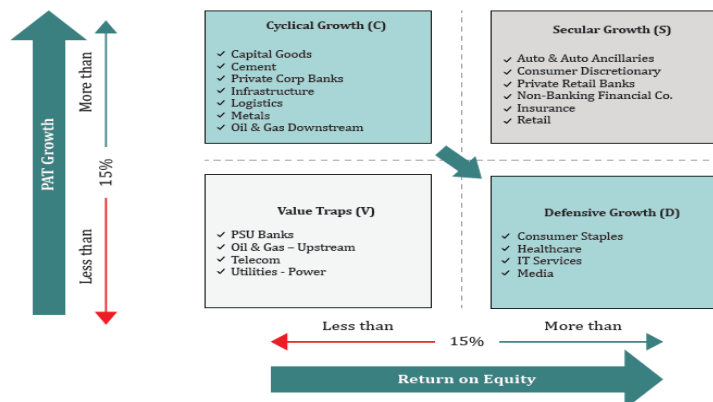 PAT Growth
More than
15%
Less than
Cyclical Growth (C)
Capital Goods
Cement
Private Corp Banks
Infrastructure
Logistics
Metals
Oil & Gas Downstream
Secular Growth (S)
Auto & Auto Ancillaries
Consumer Discretionary
Private Retail Banks
Non-Banking Financial Co.
Insurance
Retail
Value Traps (V)
PSU Banks
Oil & Gas – Upstream
Telecom
Utilities - Power
Defensive Growth (D)
Consumer Staples
Healthcare
IT Services
Media
Less than
15%
More than
Return on Equity